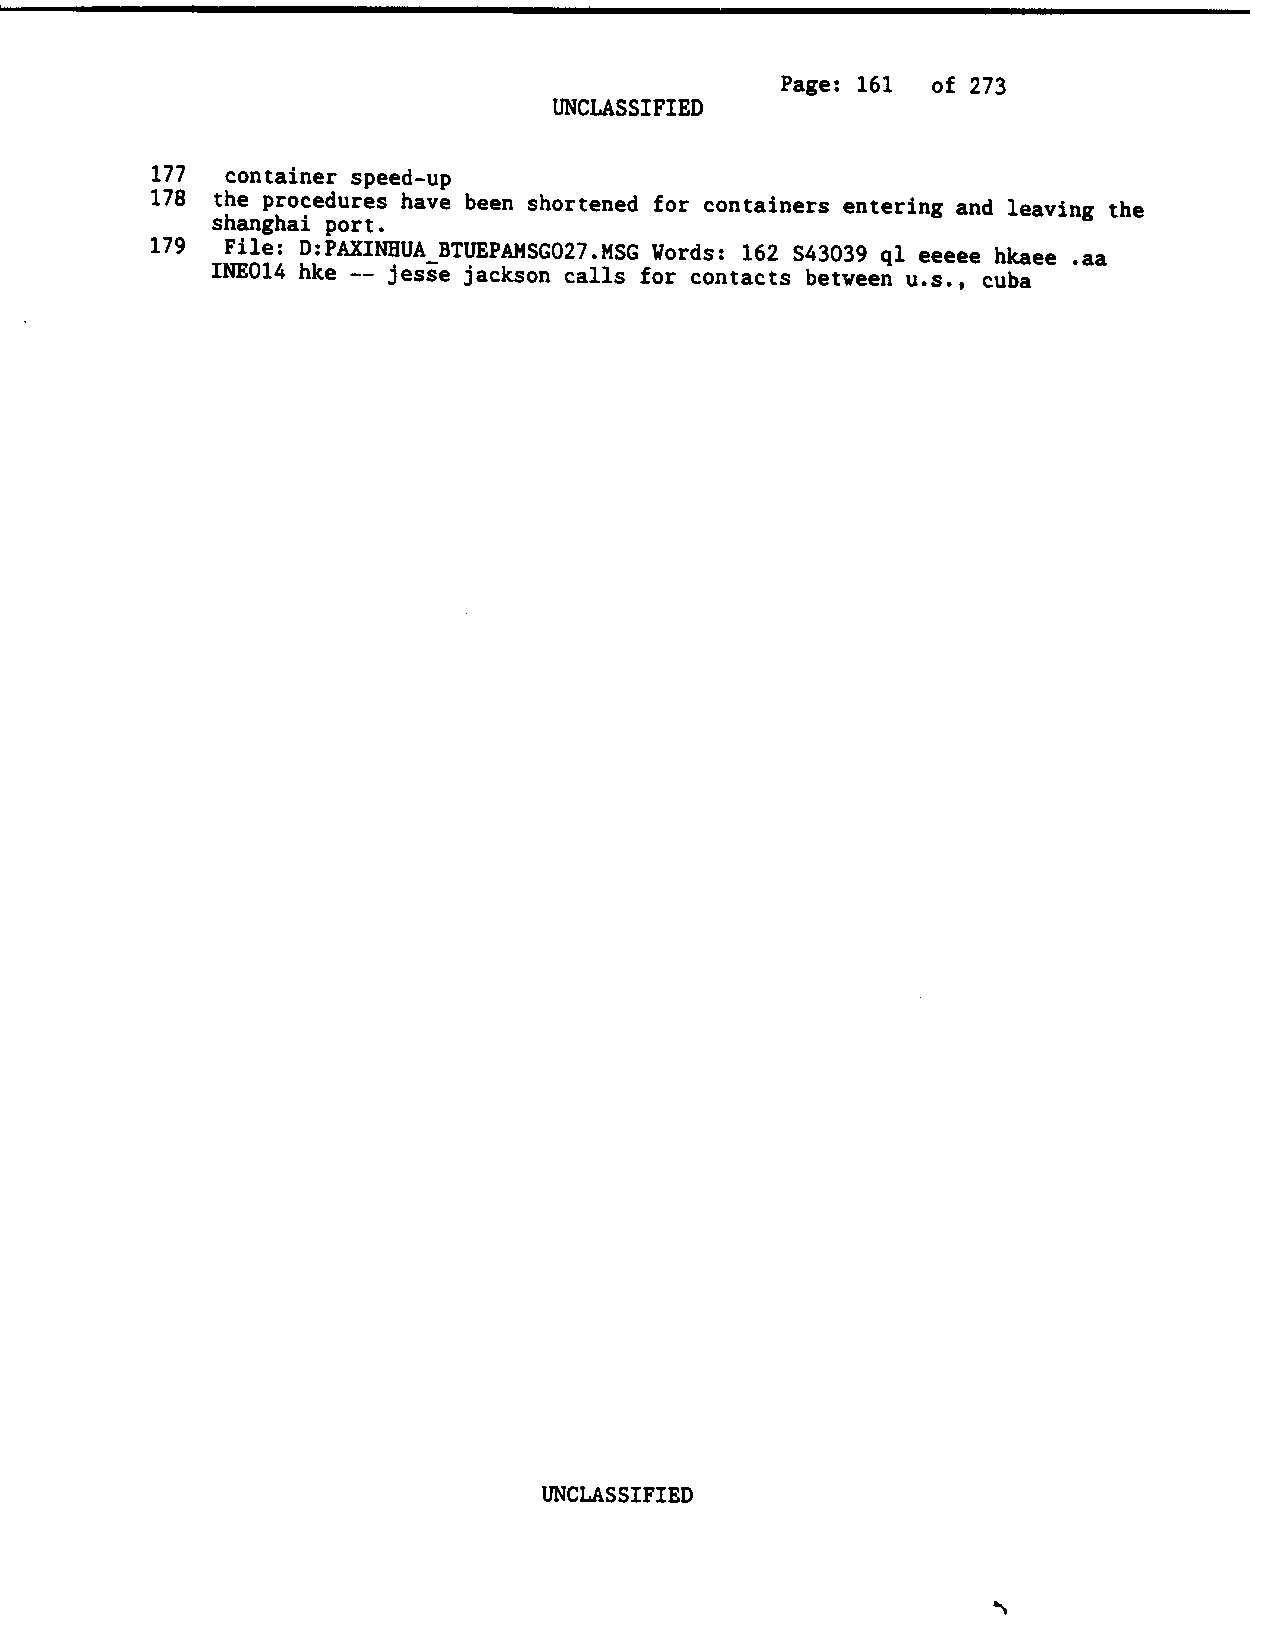 Page: 161 of 273
UNCLASSIFIED
177 container speed-up
178 the procedures have been shortened for containers entering and leaving the
shanghai port.
179 File: D:PAXINHUA_BTUEPAMSG027.MSG Words: 162 S43039 ql eeeee hkaee .aa
INE014 hke -- jesse jackson calls for contacts between u.s., cuba
UNCLASSIFIED